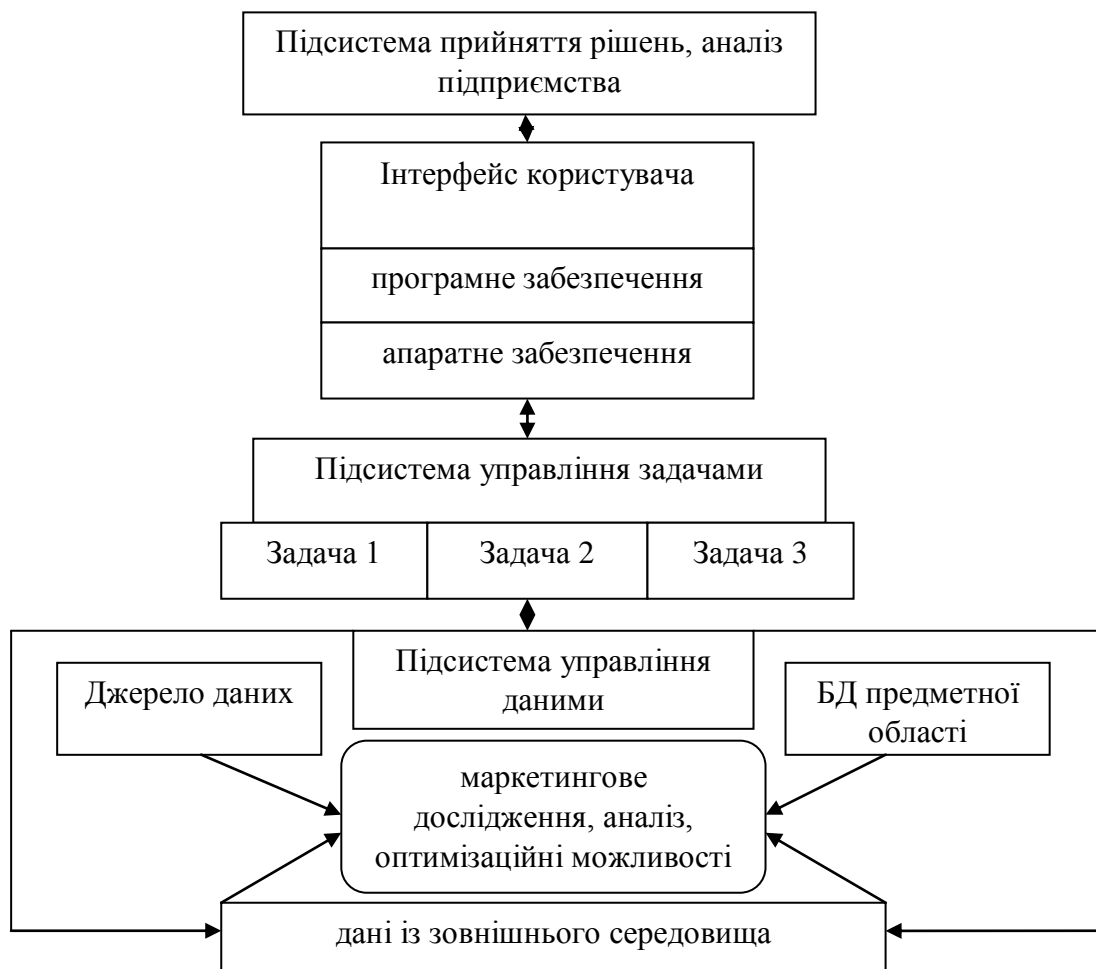 Підсистема прийняття рішень, аналіз
підприємства
Інтерфейс користувача
програмне забезпечення
апаратне забезпечення
Підсистема управління задачами
Задача 1
Задача 2
Задача 3
Підсистема управління
даними
Джерело даних
БД предметної
області
маркетингове
дослідження, аналіз,
оптимізаційні можливості
дані із зовнішнього середовища